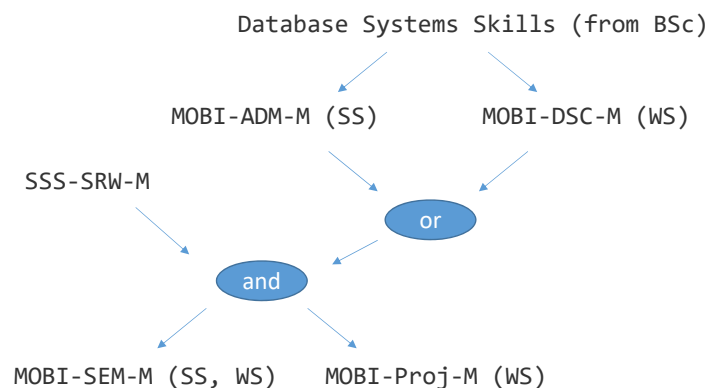 Database Systems Skills (from BSc)
MOBI-ADM-M (SS)
MOBI-DSC-M (WS)
SSS-SRW-M
or
and
MOBI-SEM-M (SS, WS)
MOBI-Proj-M (WS)